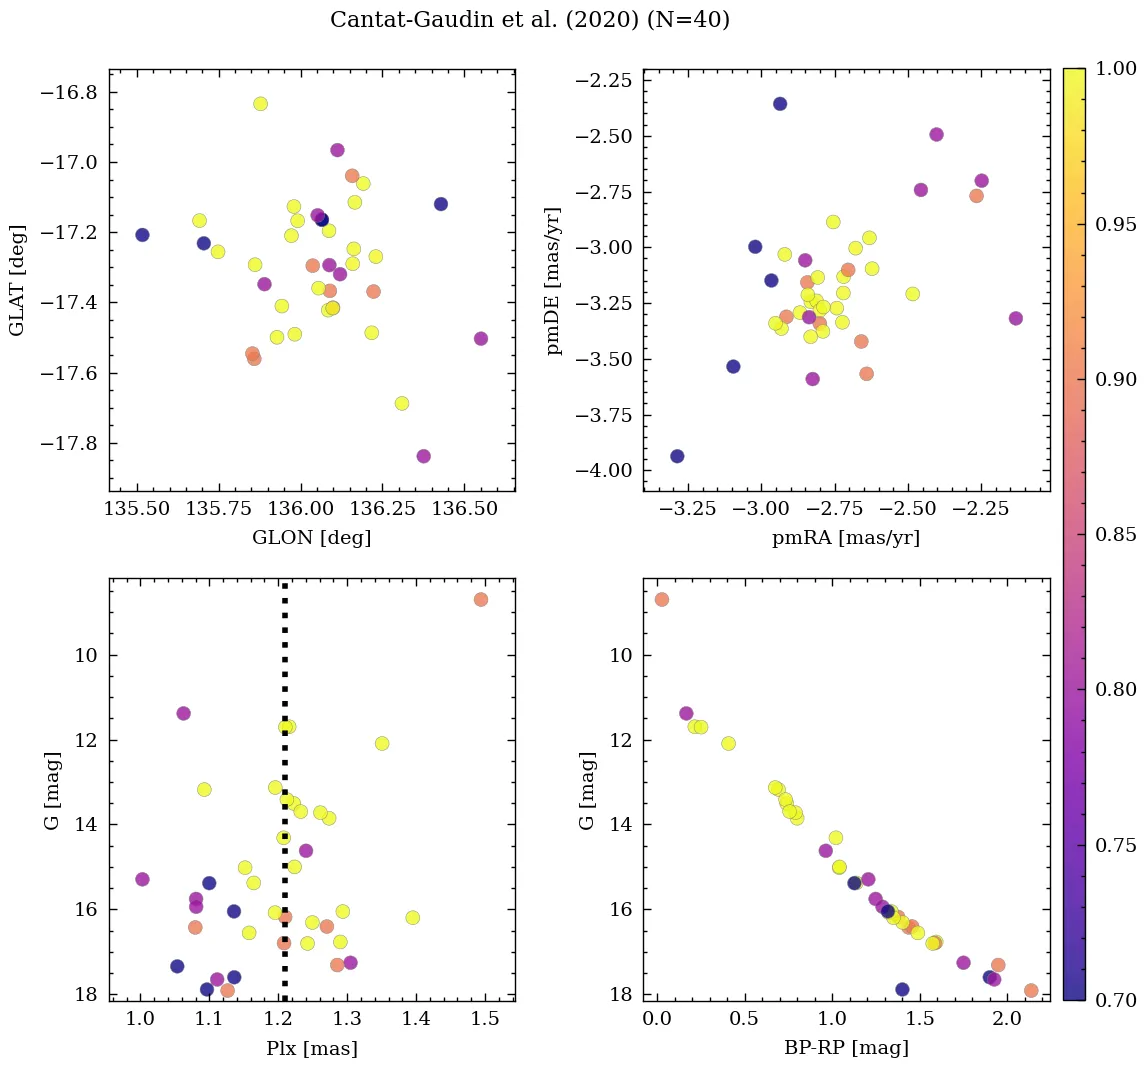 Cantat-Gaudin et al. (2020) (N=40)
−16.8
−17.0
−17.2
−17.4
−17.6
−17.8
GLAT [deg]
135.50 135.75 136.00 136.25 136.50
GLON [deg]
−2.25
−2.50
−2.75
−3.00
−3.25
−3.50
−3.75
−4.00
pmDE [mas/yr]
−3.25 −3.00 −2.75 −2.50 −2.25
pmRA [mas/yr]
10
12
14
16
18
G [mag]
1.0 1.1 1.2 1.3 1.4 1.5
Plx [mas]
10
12
14
16
18
G [mag]
0.0 0.5 1.0 1.5 2.0
BP-RP [mag]
1.00
0.95
0.90
0.85
0.80
0.75
0.70